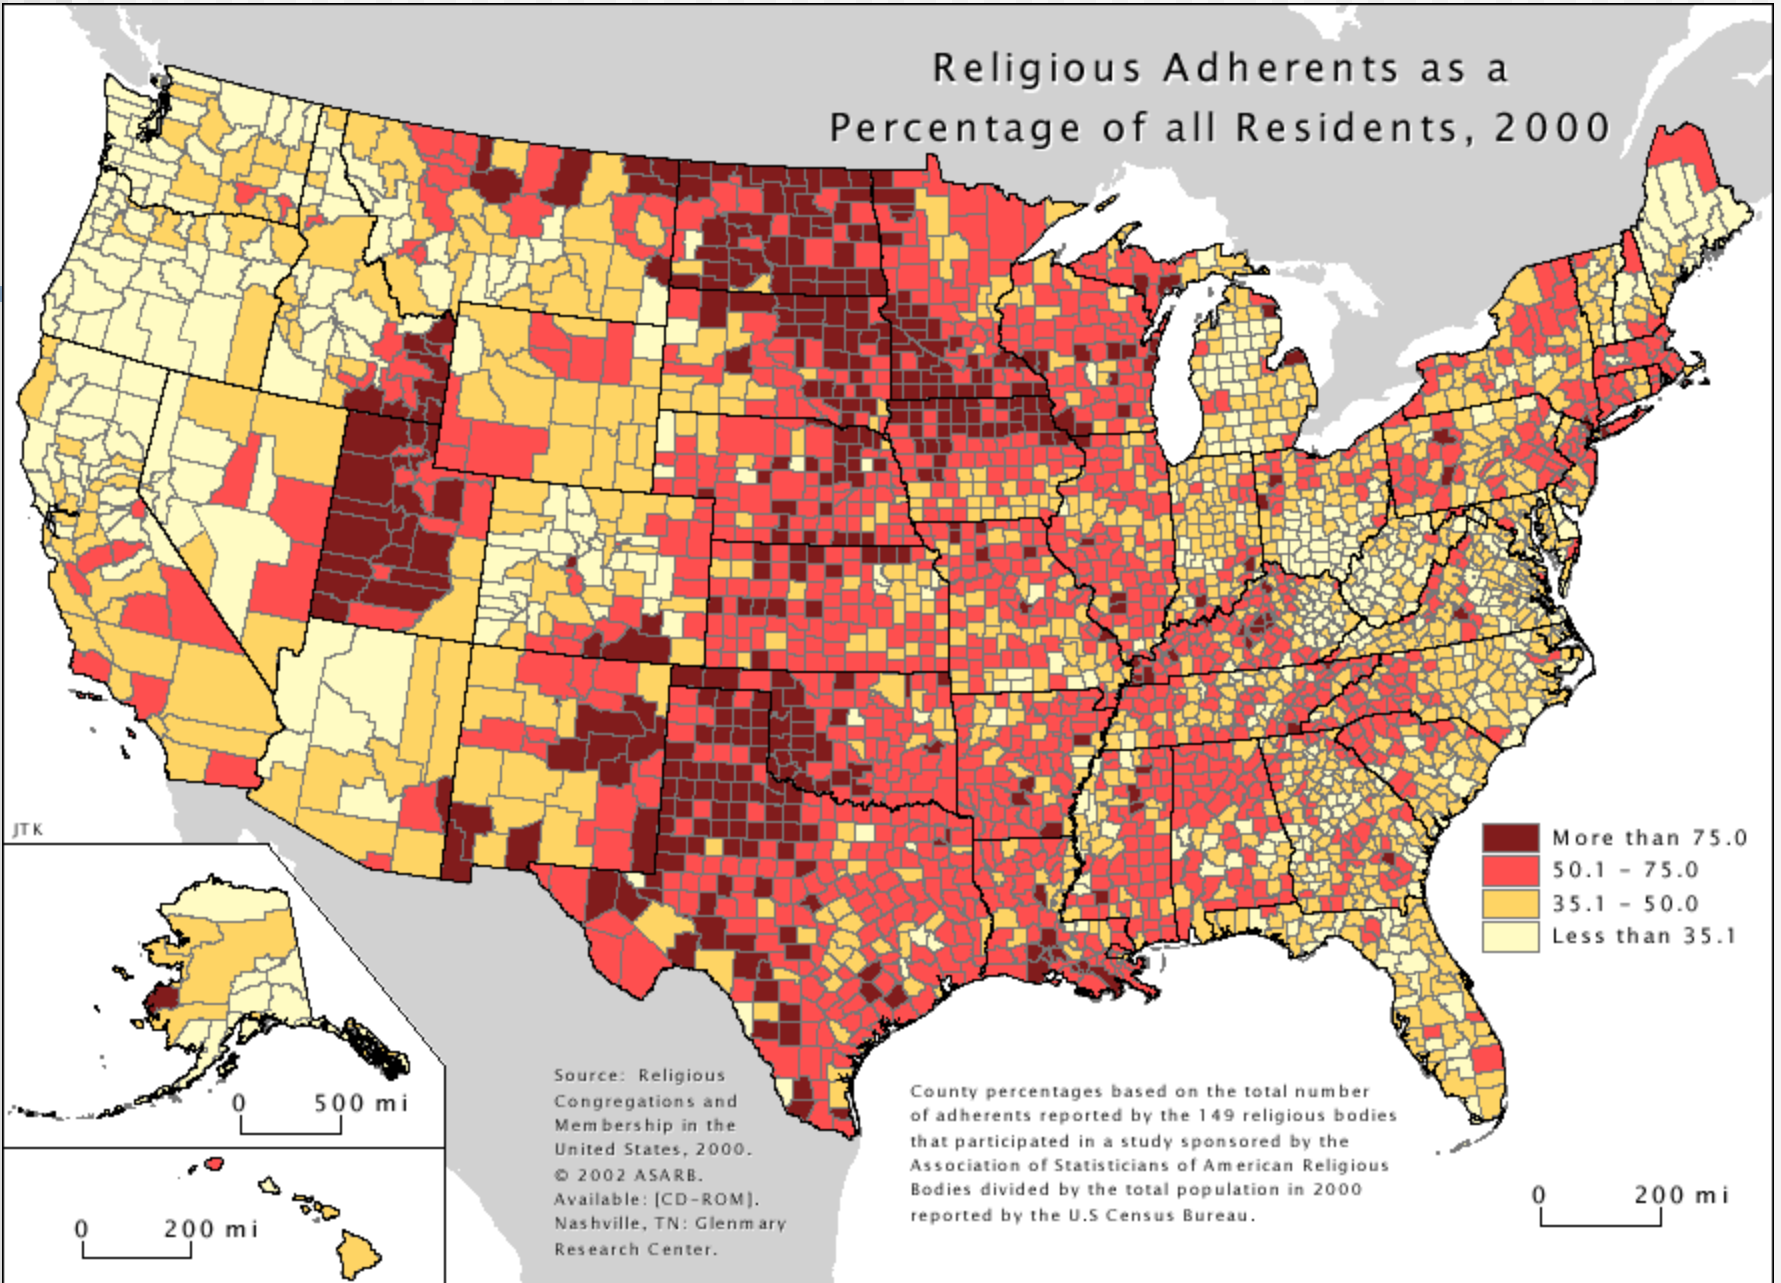 Religious Adherents as a
Percentage of all Residents, 2000
JTK
More than 75.0
50.1 – 75.0
35.1 – 50.0
Less than 35.1
0 500 mi
0 200 mi
Source: Religious
Congregations and
Membership in the
United States, 2000.
© 2002 ASARB.
Available: [CD-ROM].
Nashville, TN: Glenmary
Research Center.
County percentages based on the total number
of adherents reported by the 149 religious bodies
that participated in a study sponsored by the
Association of Statisticians of American Religious
Bodies divided by the total population in 2000
reported by the U.S Census Bureau.
0 200 mi